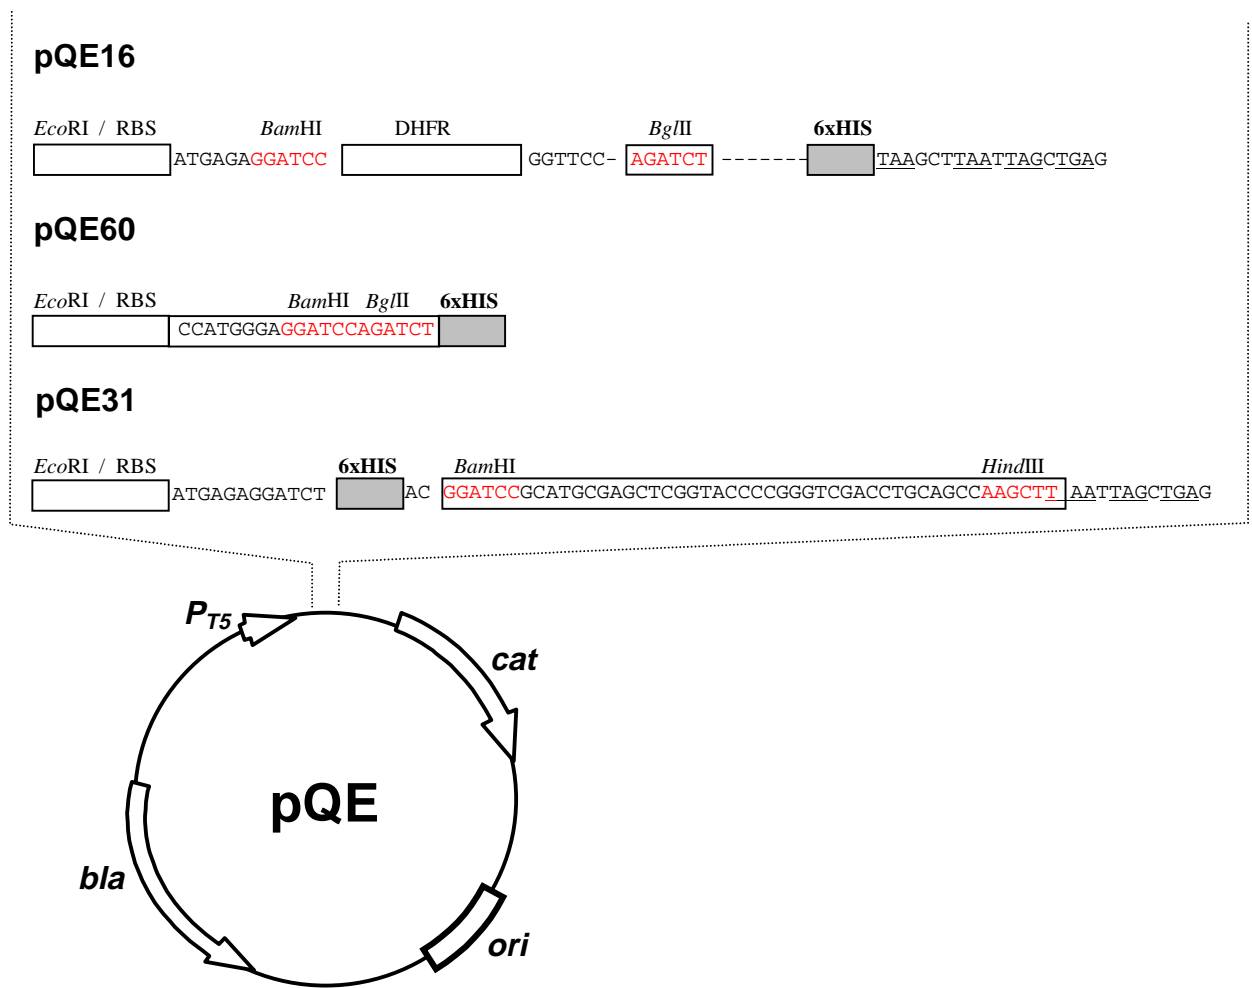 pQE16
EcoRI / RBS BamHI DHFR BglII 6xHIS
ATGAGAGGATCC GGTTCC- AGATCT ------- TAAGCTTAATTAGCTGAG
pQE60
EcoRI / RBS BamHI BglII 6xHIS
CCATGGGAGGATCCAGATCT
pQE31
EcoRI / RBS 6xHIS BamHI HindIII
ATGAGAGGATCT AC GGATCCGCATGCGAGCTCGGTACCCCGGGTCGACCTGCAGCCAAGCTT AATTAGCTGAG
PT5
cat
pQE
bla
ori